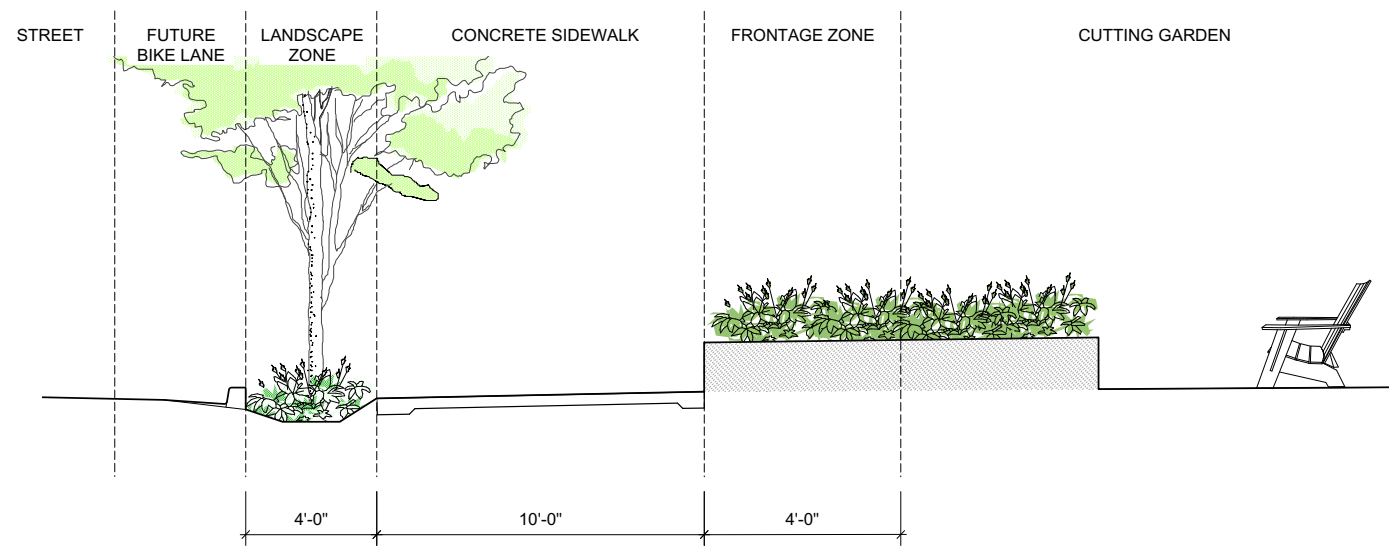 STREET
FUTURE
BIKE LANE
LANDSCAPE
ZONE
CONCRETE SIDEWALK
FRONTAGE ZONE
CUTTING GARDEN
4'-0"
10'-0"
4'-0"